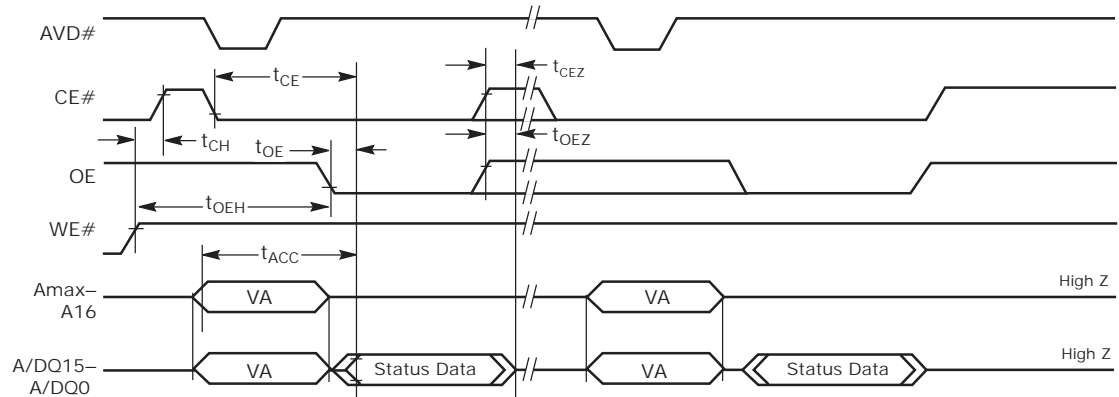 AVD#
t_CEZ
t_CE
CE#
t_CH
t_OE
t_OEZ
OE
t_OEH
WE#
t_ACC
Amax–
A16
VA
VA
High Z
A/DQ15–
A/DQ0
VA
Status Data
VA
Status Data
High Z